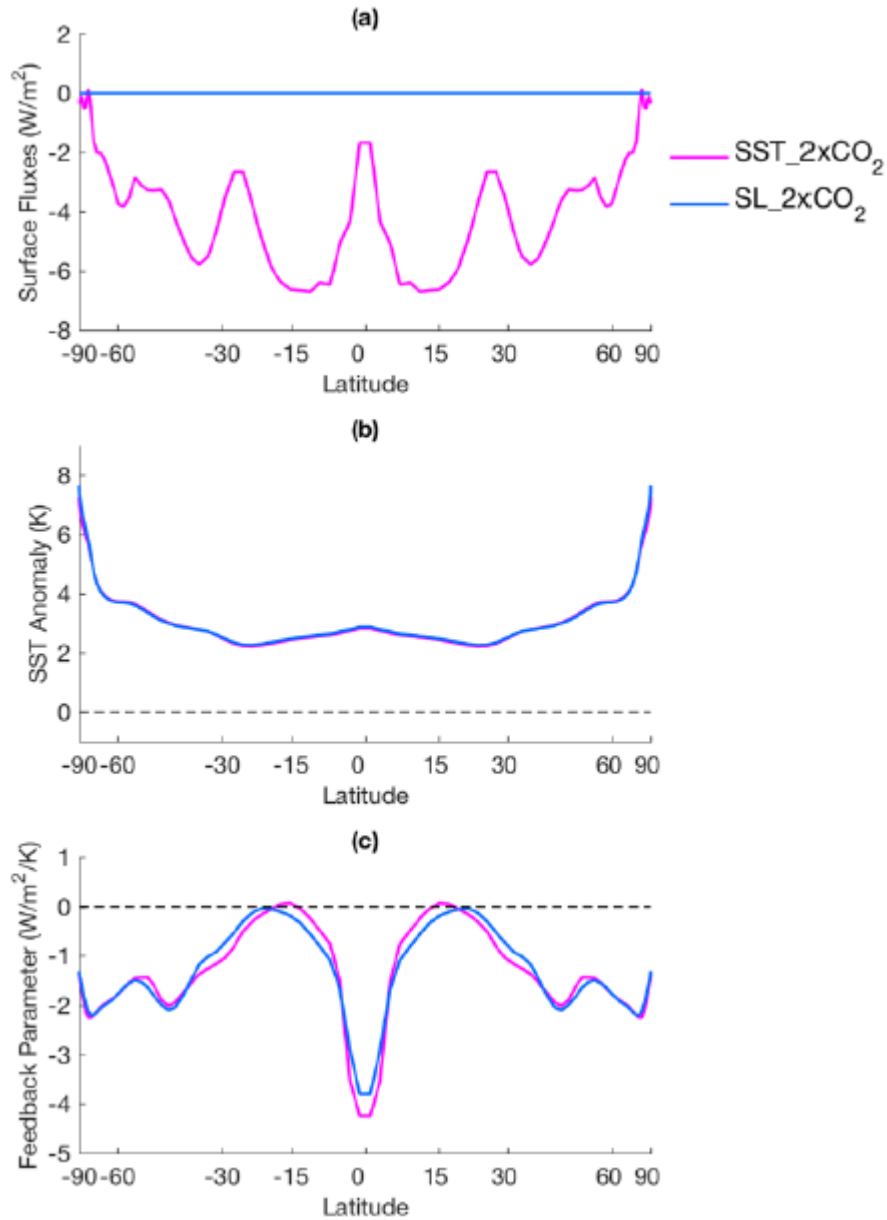 (a)
2
0
-2
-4
-6
-8
Surface Fluxes (W/m²)
-90 -60 -30 -15 0 15 30 60 90
Latitude
SST_2xCO₂
SL_2xCO₂
(b)
8
6
4
2
0
SST Anomaly (K)
-90 -60 -30 -15 0 15 30 60 90
Latitude
(c)
1
0
-1
-2
-3
-4
-5
Feedback Parameter (W/m²/K)
-90 -60 -30 -15 0 15 30 60 90
Latitude